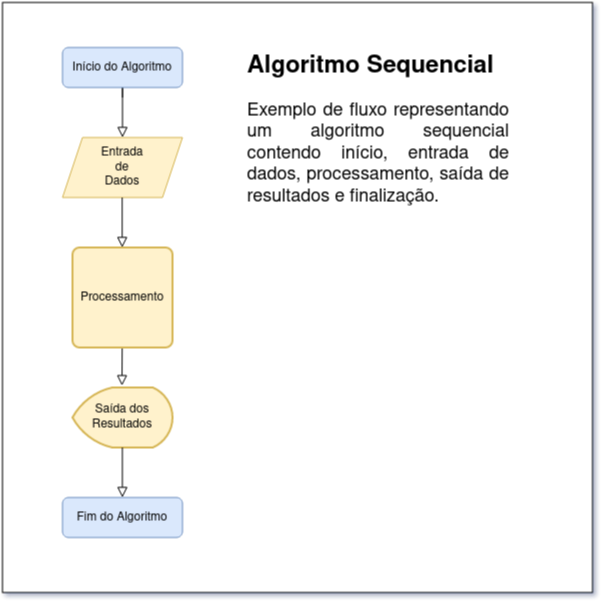 Início do Algoritmo
Entrada
de
Dados
Processamento
Saída dos
Resultados
Fim do Algoritmo
Algoritmo Sequencial
Exemplo de fluxo representando
um algoritmo sequencial
contendo início, entrada de
dados, processamento, saída de
resultados e finalização.